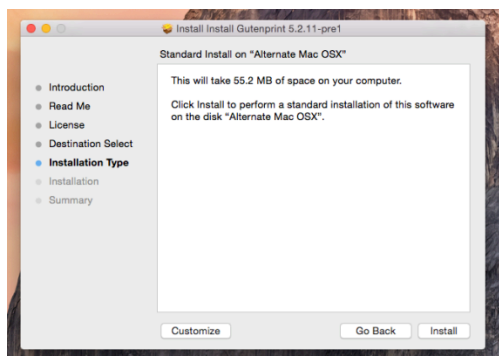 Install Install Gutenprint 5.2.11-pre1
Standard Install on “Alternate Mac OSX”
Introduction
Read Me
License
Destination Select
Installation Type
Installation
Summary
This will take 55.2 MB of space on your computer.
Click Install to perform a standard installation of this software
on the disk “Alternate Mac OSX”.
Customize
Go Back
Install